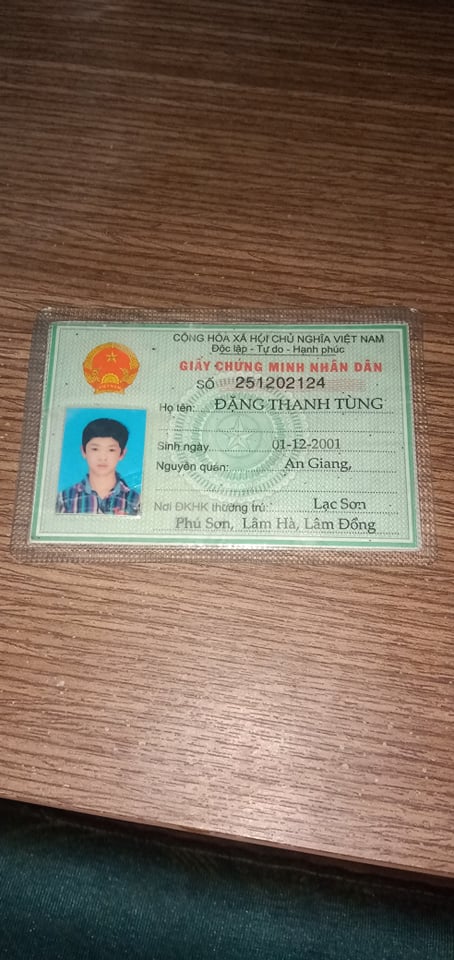 CỘNG HÒA XÃ HỘI CHỦ NGHĨA VIỆT NAM
Độc lập - Tự do - Hạnh phúc
GIẤY CHỨNG MINH NHÂN DÂN
SỐ 251202124
Họ tên: ĐẶNG THANH TÙNG
Sinh ngày 01-12-2001
Nguyên quán: An Giang,
Nơi ĐKHK thường trú: Lạc Sơn
Phú Sơn, Lâm Hà, Lâm Đồng